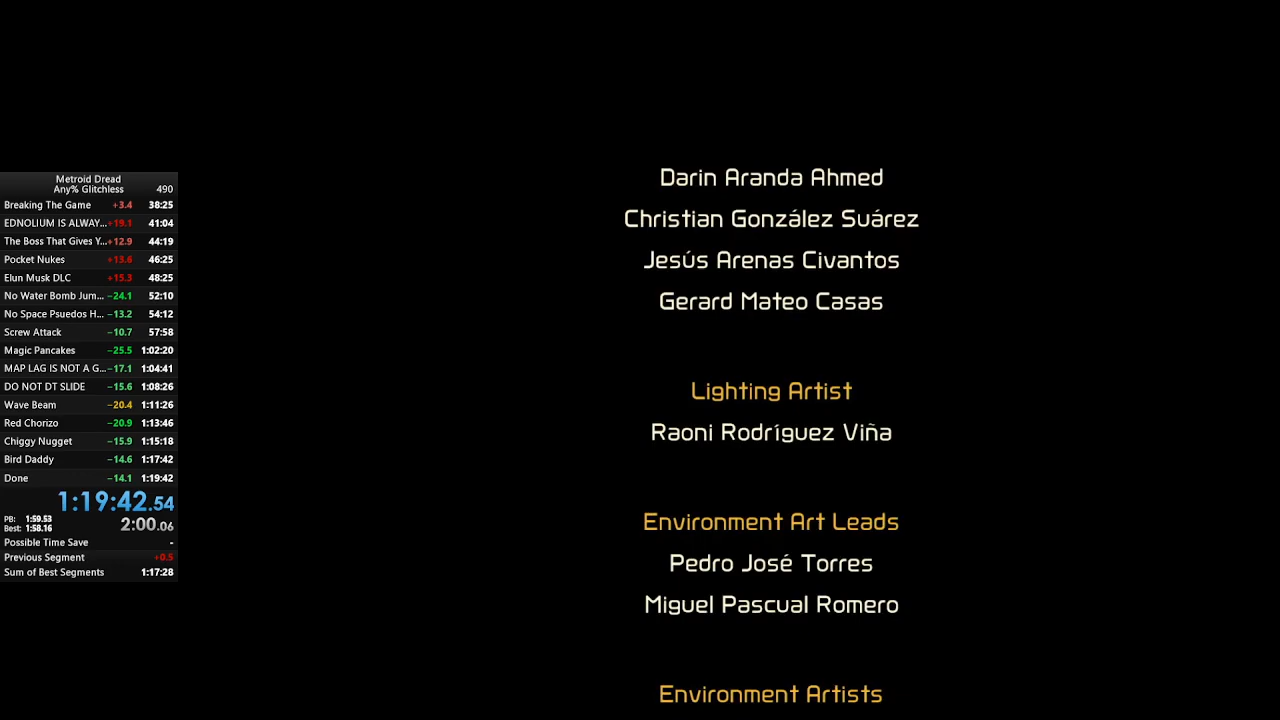 Metroid Dread
Any% Glitchless 490
Breaking The Game +3.4 38:25
EDNOLIUM IS ALWAY... +19.1 41:04
The Boss That Gives Y... +12.9 44:19
Pocket Nukes +13.6 46:25
Elun Musk DLC +15.3 48:25
No Water Bomb Jum... −24.1 52:10
No Space Psuedos H... −13.2 54:12
Screw Attack −10.7 57:58
Magic Pancakes −25.5 1:02:20
MAP LAG IS NOT A G... −17.1 1:04:41
DO NOT DT SLIDE −15.6 1:08:26
Wave Beam −20.4 1:11:26
Red Chorizo −20.9 1:13:46
Chiggy Nugget −15.9 1:15:18
Bird Daddy −14.6 1:17:42
Done −14.1 1:19:42
1:19:42.54
PB: 1:59.53
Best: 1:58.16
2:00.06
Possible Time Save -
Previous Segment +0.5
Sum of Best Segments 1:17:28
Darin Aranda Ahmed
Christian González Suárez
Jesús Arenas Civantos
Gerard Mateo Casas
Lighting Artist
Raoni Rodríguez Viña
Environment Art Leads
Pedro José Torres
Miguel Pascual Romero
Environment Artists